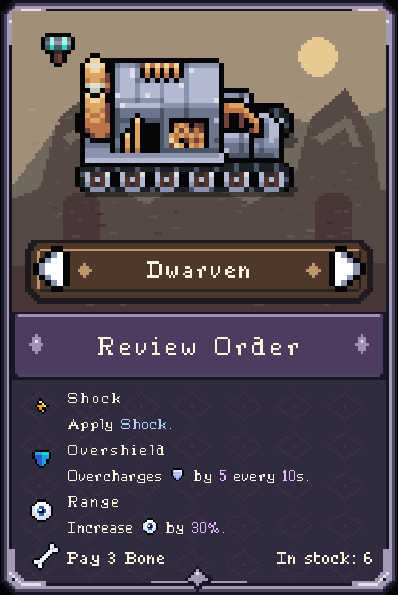 Dwarven
Review Order
Shock
Apply Shock.
Overshield
Overcharges by 5 every 10s.
Range
Increase by 30%.
Pay 3 Bone In stock: 6